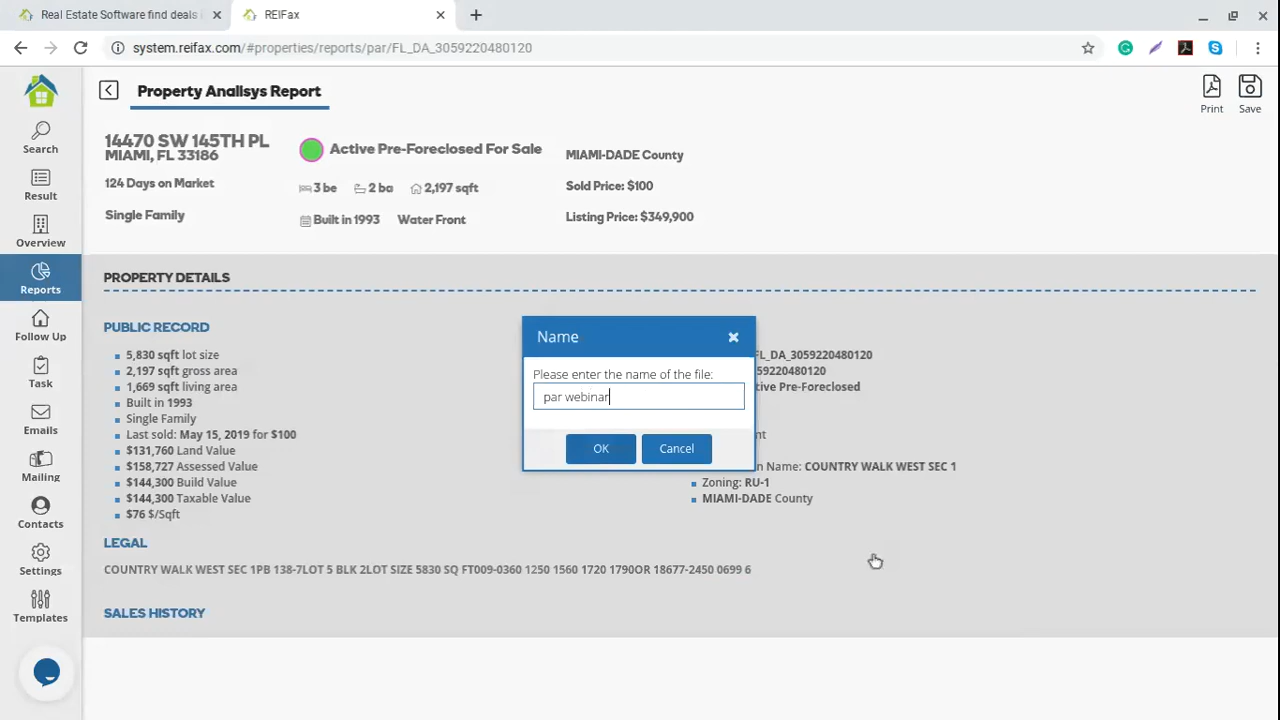 Real Estate Software find deals
REIFax
system.reifax.com/#properties/reports/par/FL_DA_3059220480120
Property Anallsys Report
Print
Save
Search
Result
Overview
Reports
Follow Up
Task
Emails
Mailing
Contacts
Settings
Templates
14470 SW 145TH PL
MIAMI, FL 33186
124 Days on Market
Single Family
Active Pre-Foreclosed For Sale
3 be 2 ba 2,197 sqft
Built in 1993 Water Front
MIAMI-DADE County
Sold Price: $100
Listing Price: $349,900
PROPERTY DETAILS
PUBLIC RECORD
5,830 sqft lot size
2,197 sqft gross area
1,669 sqft living area
Built in 1993
Single Family
Last sold: May 15, 2019 for $100
$131,760 Land Value
$158,727 Assessed Value
$144,300 Build Value
$144,300 Taxable Value
$76 $/Sqft
Name
Please enter the name of the file:
par webinar
OK
Cancel
FL_DA_3059220480120
59220480120
tive Pre-Foreclosed
nt
n Name: COUNTRY WALK WEST SEC 1
Zoning: RU-1
MIAMI-DADE County
LEGAL
COUNTRY WALK WEST SEC 1PB 138-7LOT 5 BLK 2LOT SIZE 5830 SQ FT009-0360 1250 1560 1720 1790OR 18677-2450 0699 6
SALES HISTORY